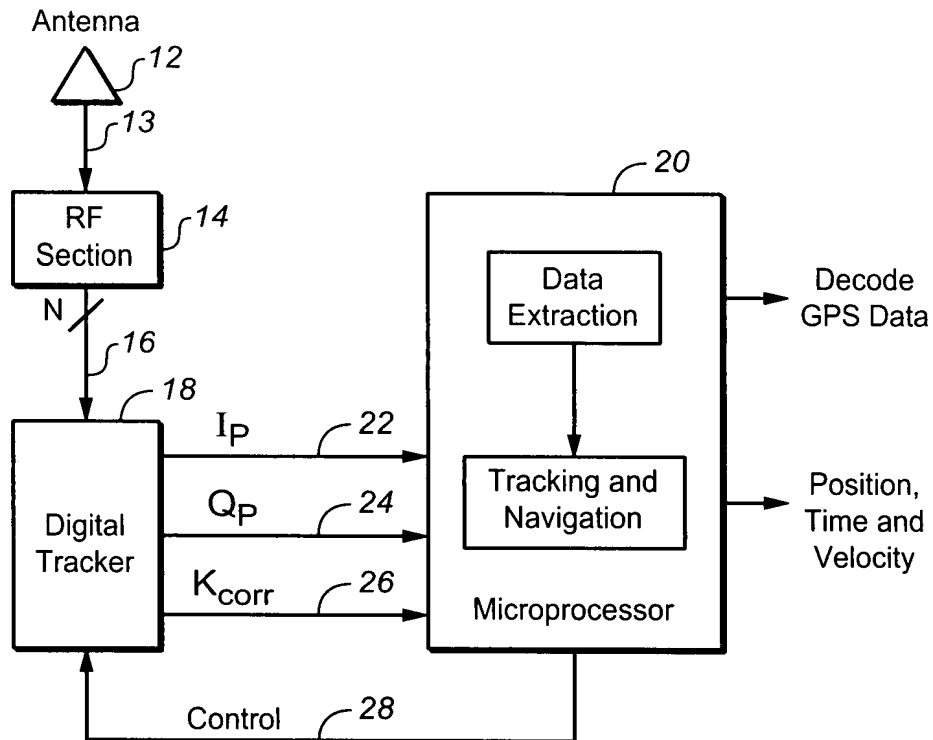 Antenna
12
13
RF
Section
14
N
16
18
Digital
Tracker
IP
22
QP
24
Kcorr
26
20
Data
Extraction
Tracking and
Navigation
Microprocessor
Decode
GPS Data
Position,
Time and
Velocity
Control
28